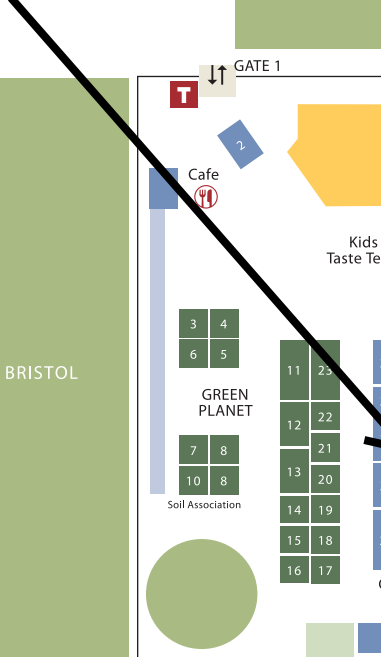 GATE 1
T
2
Cafe
Kids
Taste Te
3 4
6 5
BRISTOL
GREEN
PLANET
11 23
12 22
21
13 20
14 19
15 18
16 17
7 8
10 8
Soil Association